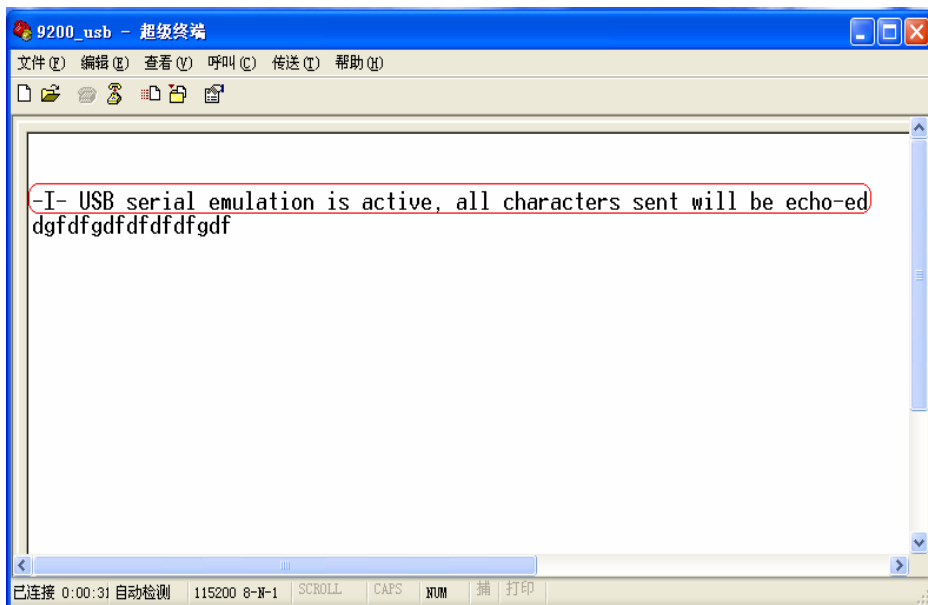 9200_usb - 超级终端
文件(F) 编辑(E) 查看(V) 呼叫(C) 传送(T) 帮助(H)
-I- USB serial emulation is active, all characters sent will be echo-ed
dgfdfgdfdfdfdfgdf
已连接 0:00:31 自动检测 115200 8-N-1 SCROLL CAPS NUM 捕 打印